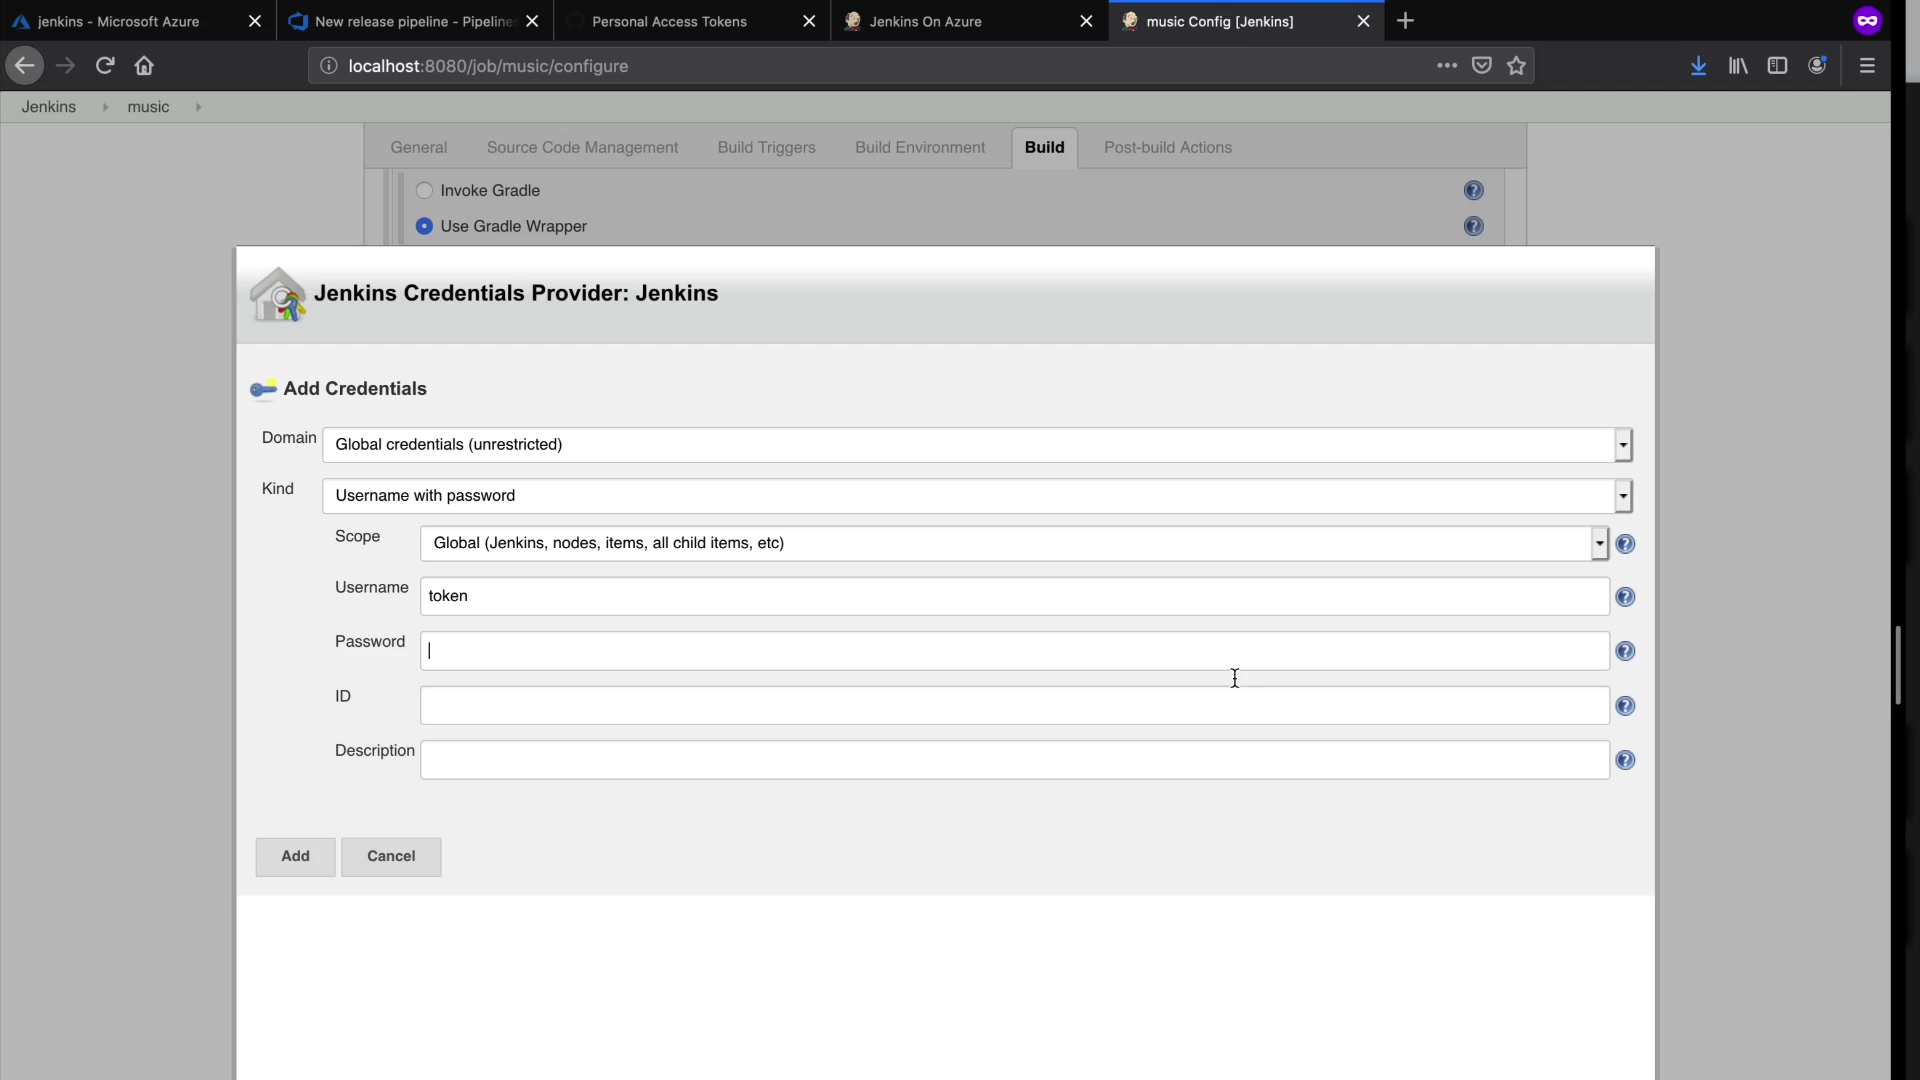 jenkins - Microsoft Azure
New release pipeline - Pipelines
Personal Access Tokens
Jenkins On Azure
music Config [Jenkins]
localhost:8080/job/music/configure
Jenkins
music
General
Source Code Management
Build Triggers
Build Environment
Build
Post-build Actions
Invoke Gradle
Use Gradle Wrapper
Jenkins Credentials Provider: Jenkins
Add Credentials
Domain
Global credentials (unrestricted)
Kind
Username with password
Scope
Global (Jenkins, nodes, items, all child items, etc)
Username
token
Password
ID
Description
Add
Cancel